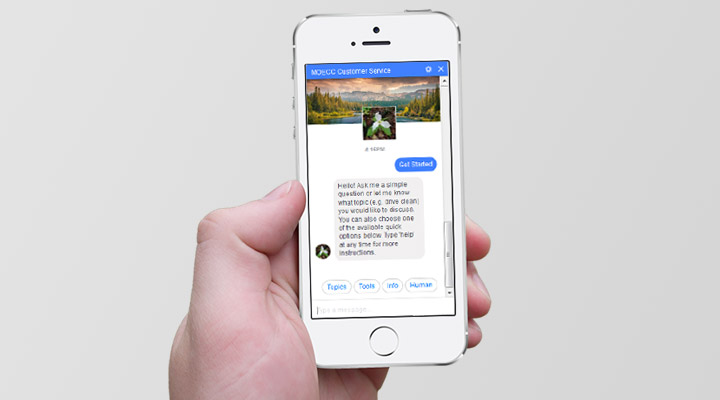 MOECC Customer Service
Get Started
Hello! Ask me a simple
question or let me know
what topic (e.g. drive clean)
you would like to discuss.
You can also choose one
of the available quick
options below. Type 'help'
at any time for more
instructions.
Topics Tools Info Human
Type a message...